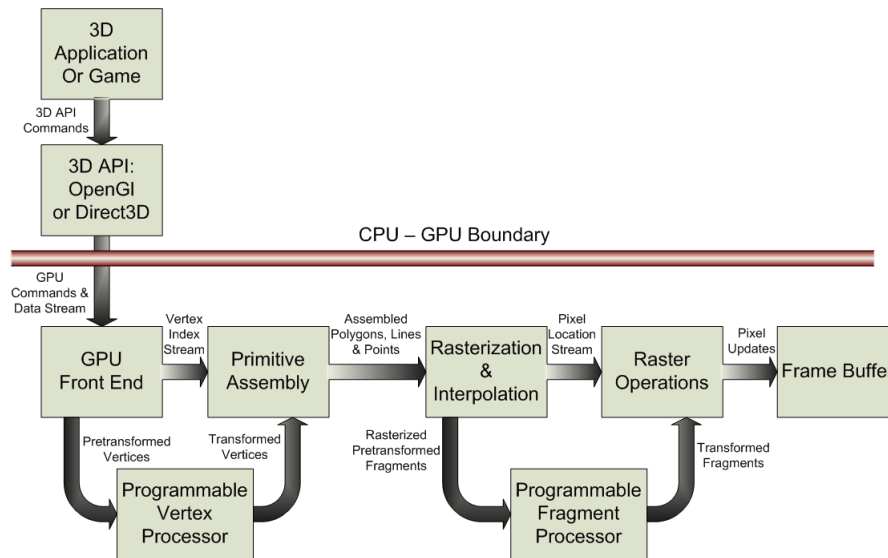 3D
Application
Or Game
3D API
Commands
3D API:
OpenGl
or Direct3D
CPU – GPU Boundary
GPU
Commands &
Data Stream
Vertex
Index
Stream
Assembled
Polygons, Lines
& Points
Pixel
Location
Stream
Pixel
Updates
GPU
Front End
Primitive
Assembly
Rasterization
&
Interpolation
Raster
Operations
Frame Buffe
Pretransformed
Vertices
Transformed
Vertices
Rasterized
Pretransformed
Fragments
Transformed
Fragments
Programmable
Vertex
Processor
Programmable
Fragment
Processor